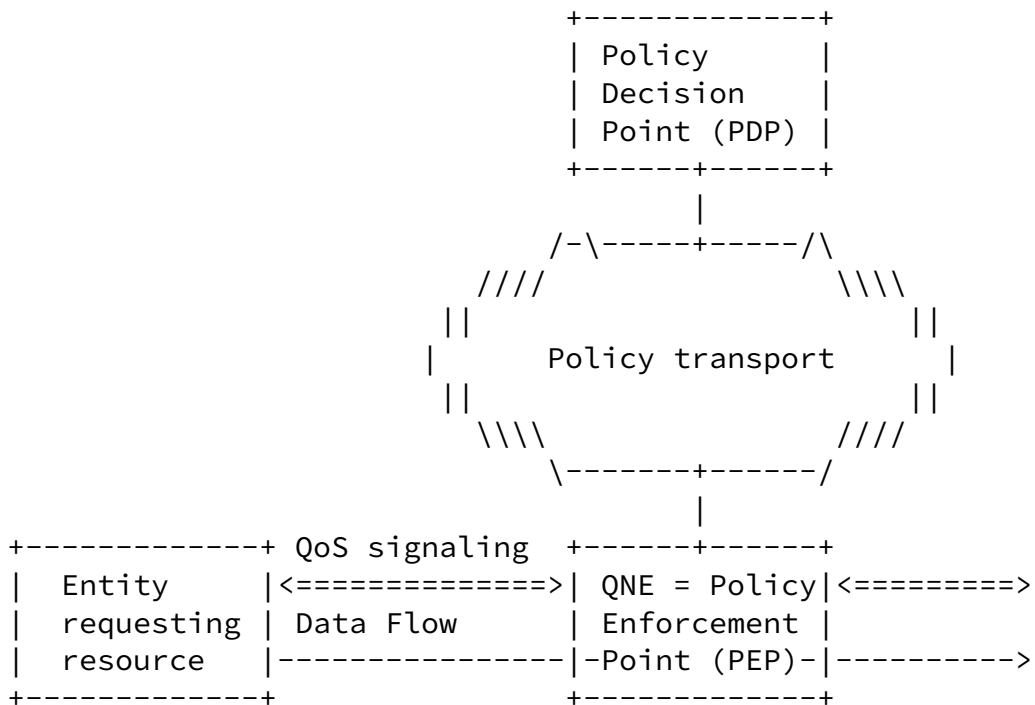 Policy
Decision
Point (PDP)
Policy transport
QoS signaling
Entity
requesting
resource
Data Flow
QNE = Policy
Enforcement
Point (PEP)